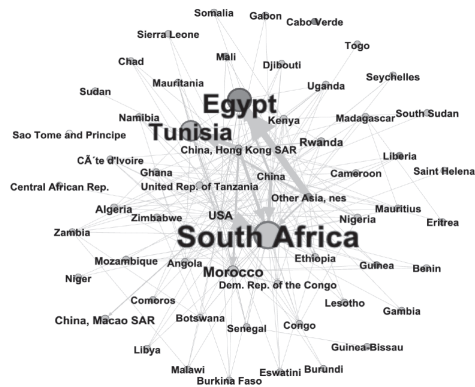 Somalia
Gabon
Cabo Verde
Sierra Leone
Togo
Mali
Chad
Djibouti
Seychelles
Mauritania
Uganda
Sudan
Egypt
Namibia
Kenya
Madagascar
South Sudan
Sao Tome and Principe
Tunisia
Rwanda
China, Hong Kong SAR
Liberia
CÃ´te d'Ivoire
Ghana
China
Cameroon
Saint Helena
Central African Rep.
United Rep. of Tanzania
Other Asia, nes
Algeria
Zimbabwe
USA
Nigeria
Mauritius
Eritrea
Zambia
South Africa
Mozambique
Angola
Morocco
Ethiopia
Guinea
Benin
Niger
Dem. Rep. of the Congo
Comoros
Lesotho
Gambia
China, Macao SAR
Botswana
Senegal
Congo
Libya
Guinea-Bissau
Malawi
Burkina Faso
Eswatini
Burundi